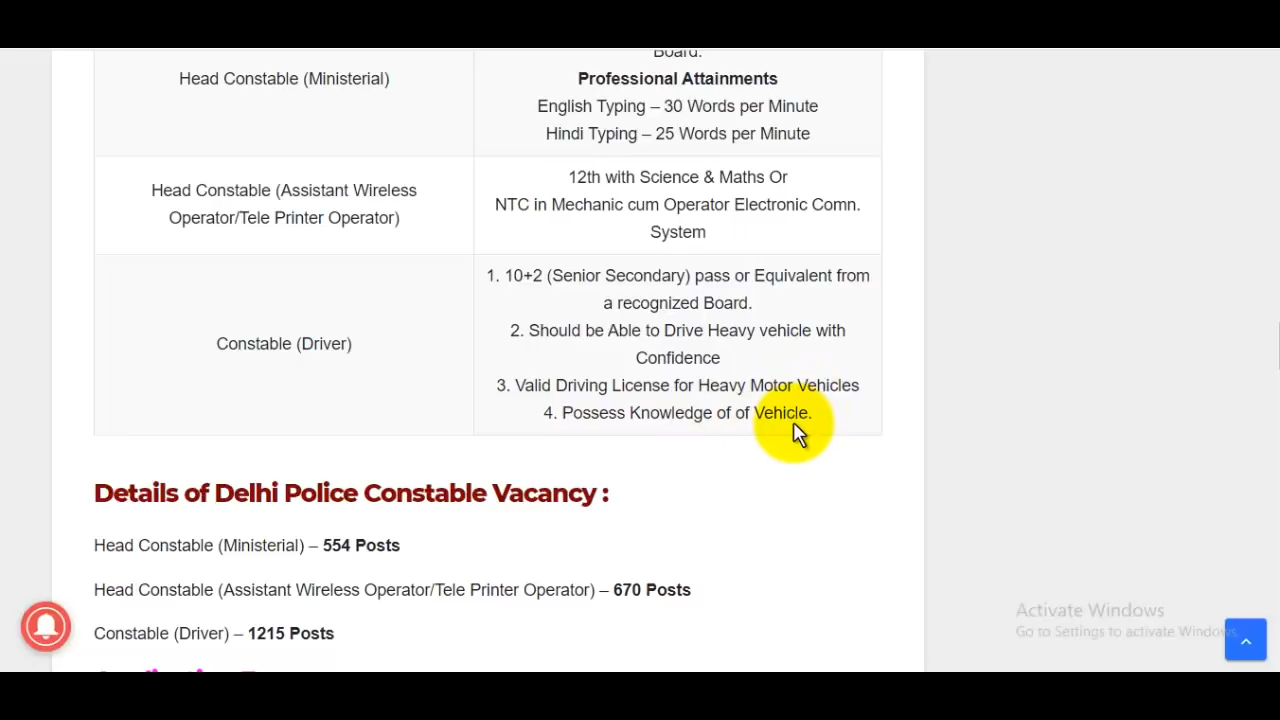 Board.
Head Constable (Ministerial)
Professional Attainments
English Typing – 30 Words per Minute
Hindi Typing – 25 Words per Minute
Head Constable (Assistant Wireless
Operator/Tele Printer Operator)
12th with Science & Maths Or
NTC in Mechanic cum Operator Electronic Comn.
System
Constable (Driver)
1. 10+2 (Senior Secondary) pass or Equivalent from
a recognized Board.
2. Should be Able to Drive Heavy vehicle with
Confidence
3. Valid Driving License for Heavy Motor Vehicles
4. Possess Knowledge of of Vehicle.
Details of Delhi Police Constable Vacancy :
Head Constable (Ministerial) – 554 Posts
Head Constable (Assistant Wireless Operator/Tele Printer Operator) – 670 Posts
Constable (Driver) – 1215 Posts
Activate Windows
Go to Settings to activate Windows.